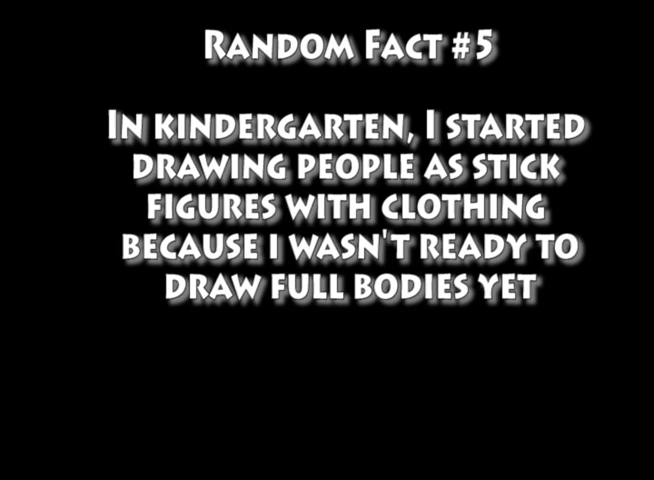 Random Fact #5
In kindergarten, I started
drawing people as stick
figures with clothing
because I wasn't ready to
draw full bodies yet